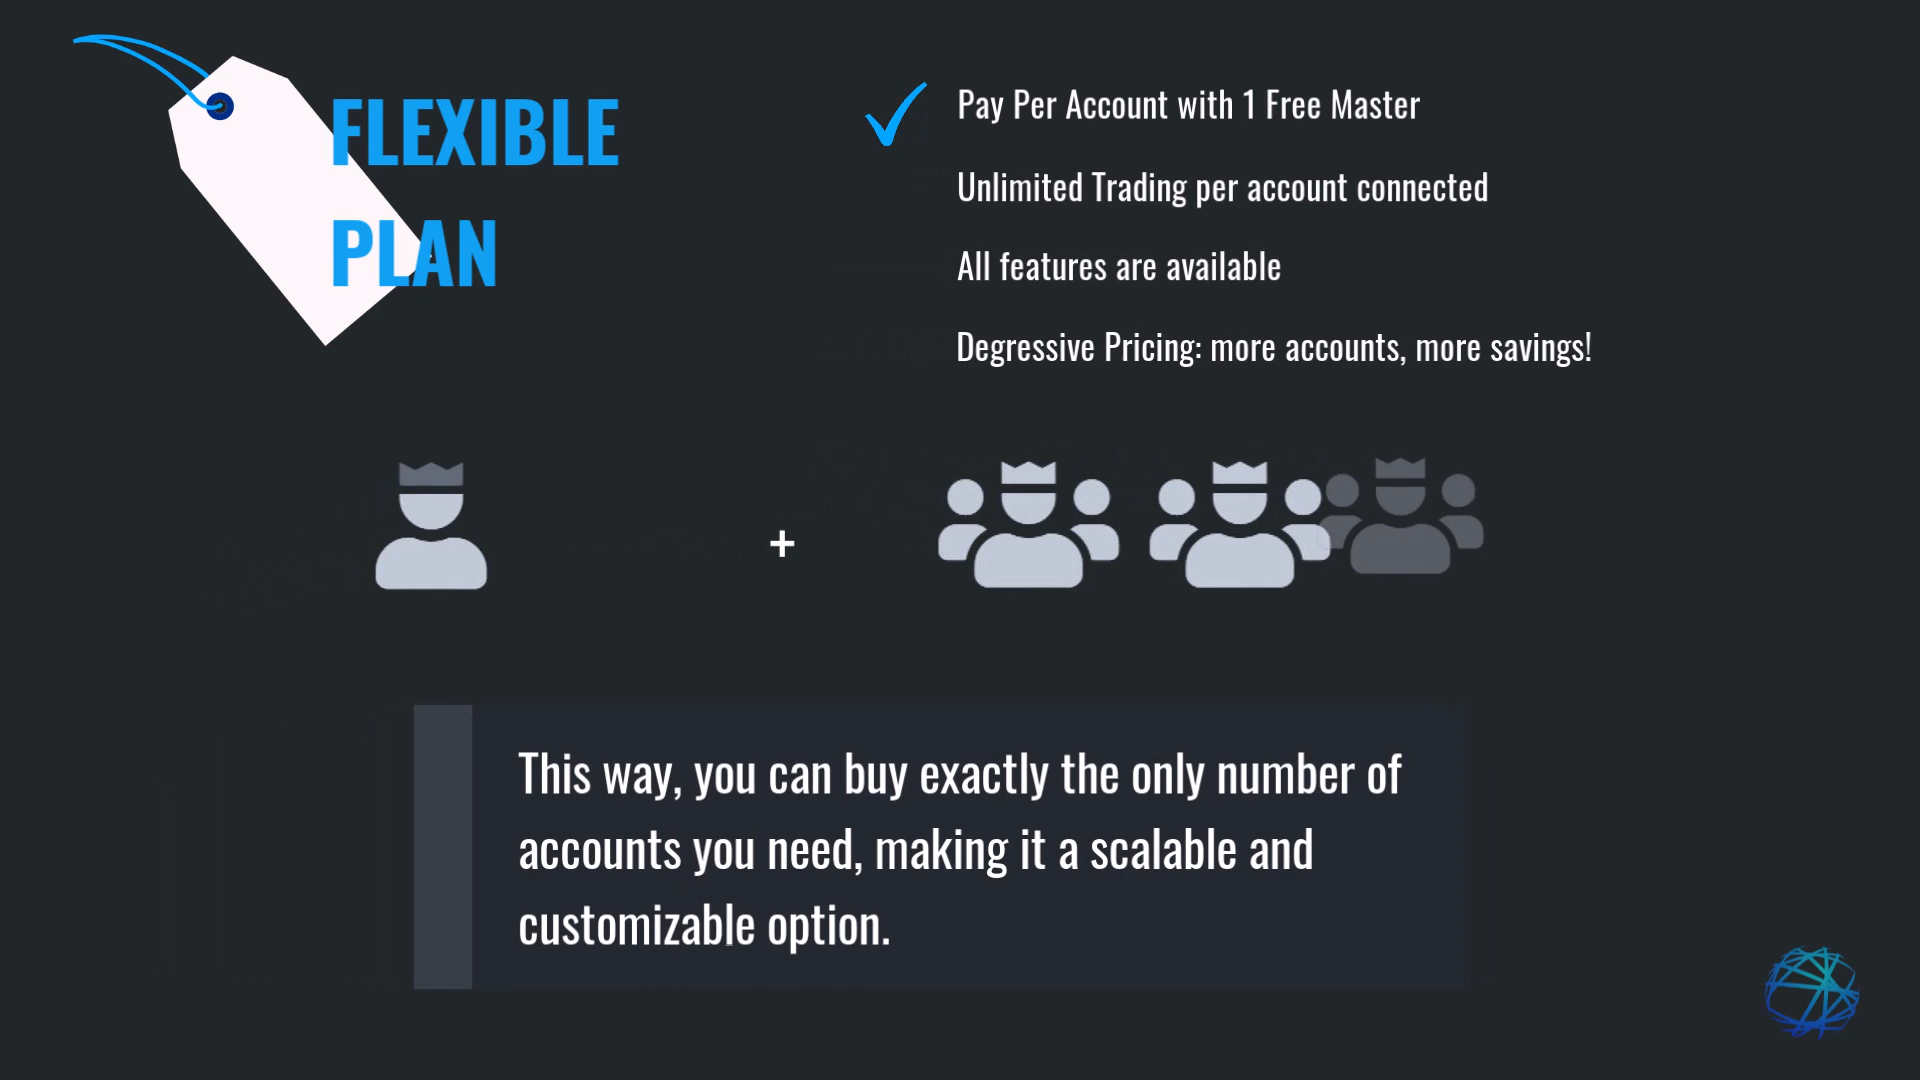 FLEXIBLE
PLAN
Pay Per Account with 1 Free Master
Unlimited Trading per account connected
All features are available
Degressive Pricing: more accounts, more savings!
+
This way, you can buy exactly the only number of
accounts you need, making it a scalable and
customizable option.